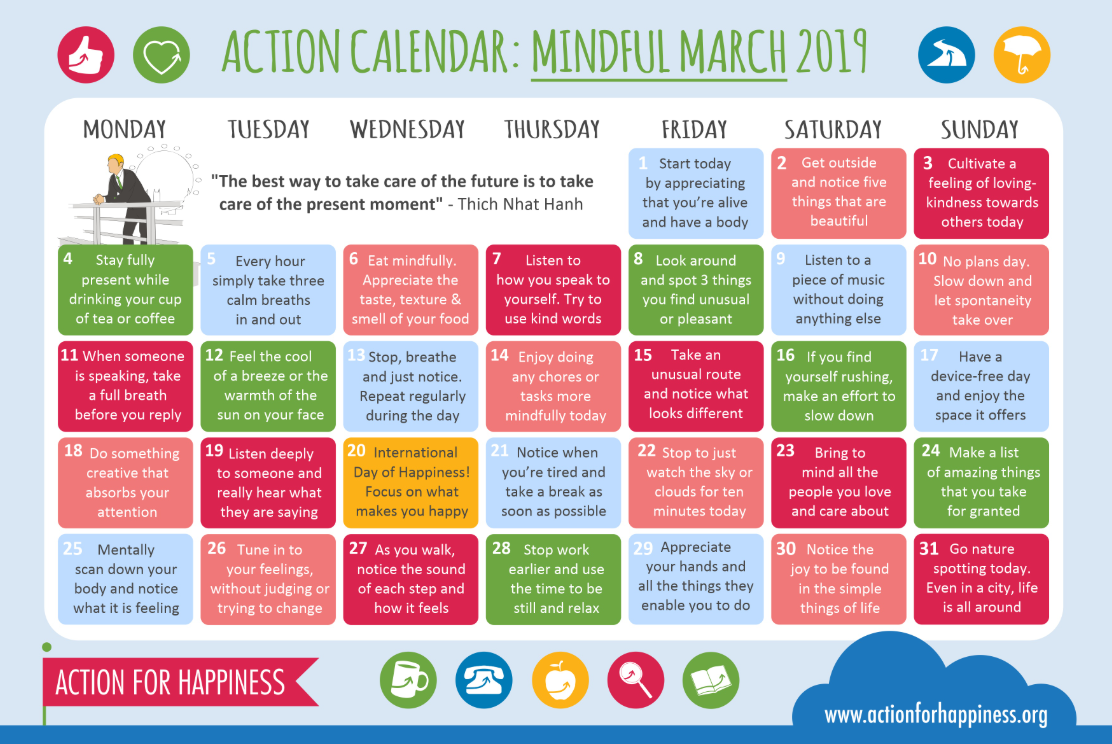 ACTION CALENDAR: MINDFUL MARCH 2019
MONDAY TUESDAY WEDNESDAY THURSDAY FRIDAY SATURDAY SUNDAY
"The best way to take care of the future is to take
care of the present moment" - Thich Nhat Hanh
1 Start today
by appreciating
that you're alive
and have a body
2 Get outside
and notice five
things that are
beautiful
3 Cultivate a
feeling of loving-
kindness towards
others today
4 Stay fully
present while
drinking your cup
of tea or coffee
5 Every hour
simply take three
calm breaths
in and out
6 Eat mindfully.
Appreciate the
taste, texture &
smell of your food
7 Listen to
how you speak to
yourself. Try to
use kind words
8 Look around
and spot 3 things
you find unusual
or pleasant
9 Listen to a
piece of music
without doing
anything else
10 No plans day.
Slow down and
let spontaneity
take over
11 When someone
is speaking, take
a full breath
before you reply
12 Feel the cool
of a breeze or the
warmth of the
sun on your face
13 Stop, breathe
and just notice.
Repeat regularly
during the day
14 Enjoy doing
any chores or
tasks more
mindfully today
15 Take an
unusual route
and notice what
looks different
16 If you find
yourself rushing,
make an effort to
slow down
17 Have a
device-free day
and enjoy the
space it offers
18 Do something
creative that
absorbs your
attention
19 Listen deeply
to someone and
really hear what
they are saying
20 International
Day of Happiness!
Focus on what
makes you happy
21 Notice when
you're tired and
take a break as
soon as possible
22 Stop to just
watch the sky or
clouds for ten
minutes today
23 Bring to
mind all the
people you love
and care about
24 Make a list
of amazing things
that you take
for granted
25 Mentally
scan down your
body and notice
what it is feeling
26 Tune in to
your feelings,
without judging or
trying to change
27 As you walk,
notice the sound
of each step and
how it feels
28 Stop work
earlier and use
the time to be
still and relax
29 Appreciate
your hands and
all the things they
enable you to do
30 Notice the
joy to be found
in the simple
things of life
31 Go nature
spotting today.
Even in a city, life
is all around
ACTION FOR HAPPINESS
www.actionforhappiness.org